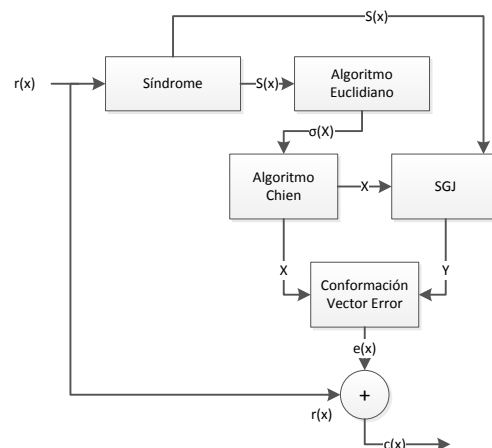 S(x)
r(x)
Síndrome
S(x)
Algoritmo
Euclidiano
σ(X)
Algoritmo
Chien
X
SGJ
X
Y
Conformación
Vector Error
e(x)
+
r(x)
c(x)